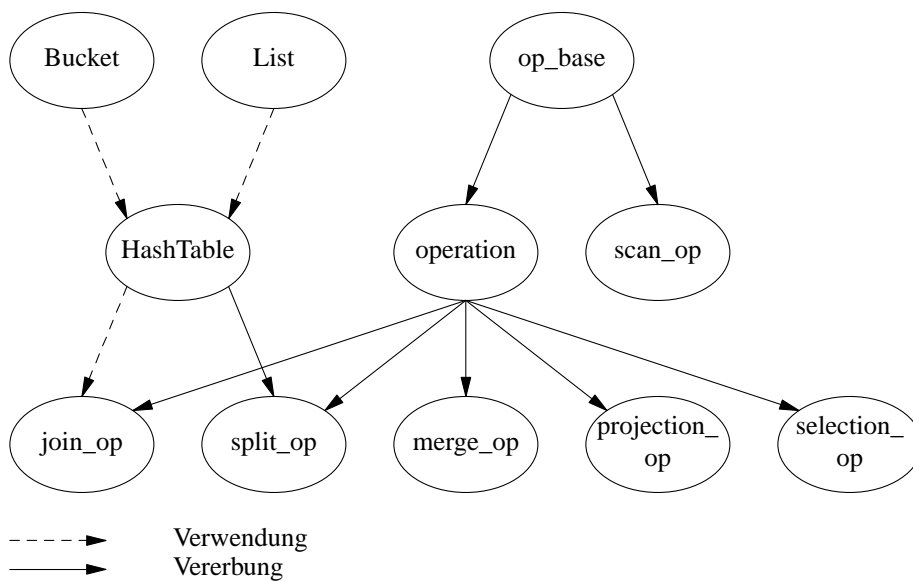 Bucket
List
op_base
HashTable
operation
scan_op
join_op
split_op
merge_op
projection_
op
selection_
op
Verwendung
Vererbung